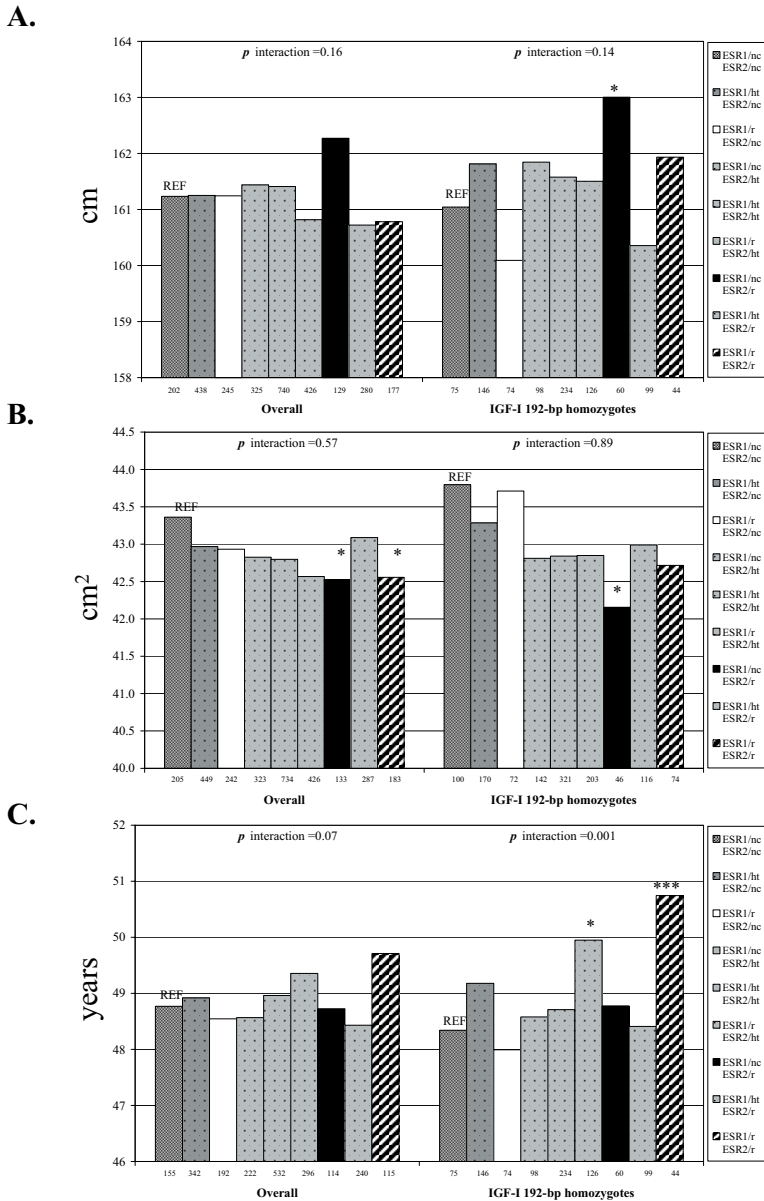 A.
164
163
162
161
160
159
158
cm
p interaction =0.16
p interaction =0.14
*
REF
REF
202 438 245 325 740 426 129 280 177
75 146 74 98 234 126 60 99 44
Overall
IGF-I 192-bp homozygotes
ESR1/nc
ESR2/nc
ESR1/ht
ESR2/nc
ESR1/r
ESR2/nc
ESR1/nc
ESR2/ht
ESR1/ht
ESR2/ht
ESR1/r
ESR2/ht
ESR1/nc
ESR2/r
ESR1/ht
ESR2/r
ESR1/r
ESR2/r
B.
44.5
44.0
43.5
43.0
42.5
42.0
41.5
41.0
40.5
40.0
cm2
p interaction =0.57
p interaction =0.89
REF
REF
* *
*
205 449 242 323 734 426 133 287 183
100 170 72 142 321 203 46 116 74
Overall
IGF-I 192-bp homozygotes
ESR1/nc
ESR2/nc
ESR1/ht
ESR2/nc
ESR1/r
ESR2/nc
ESR1/nc
ESR2/ht
ESR1/ht
ESR2/ht
ESR1/r
ESR2/ht
ESR1/nc
ESR2/r
ESR1/ht
ESR2/r
ESR1/r
ESR2/r
C.
52
51
50
49
48
47
46
years
p interaction =0.07
p interaction =0.001
***
*
REF
REF
155 342 192 222 532 296 114 240 115
75 146 74 98 234 126 60 99 44
Overall
IGF-I 192-bp homozygotes
ESR1/nc
ESR2/nc
ESR1/ht
ESR2/nc
ESR1/r
ESR2/nc
ESR1/nc
ESR2/ht
ESR1/ht
ESR2/ht
ESR1/r
ESR2/ht
ESR1/nc
ESR2/r
ESR1/ht
ESR2/r
ESR1/r
ESR2/r